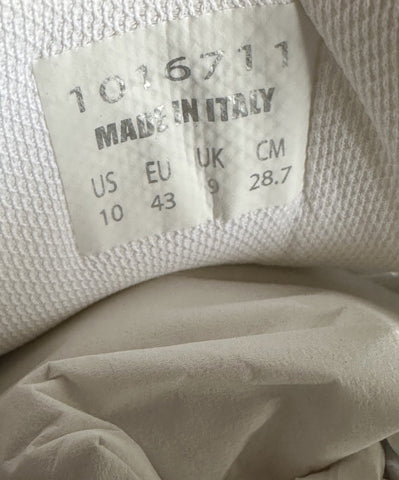 1016711
MADE IN ITALY
US EU UK CM
10 43 9 28.7